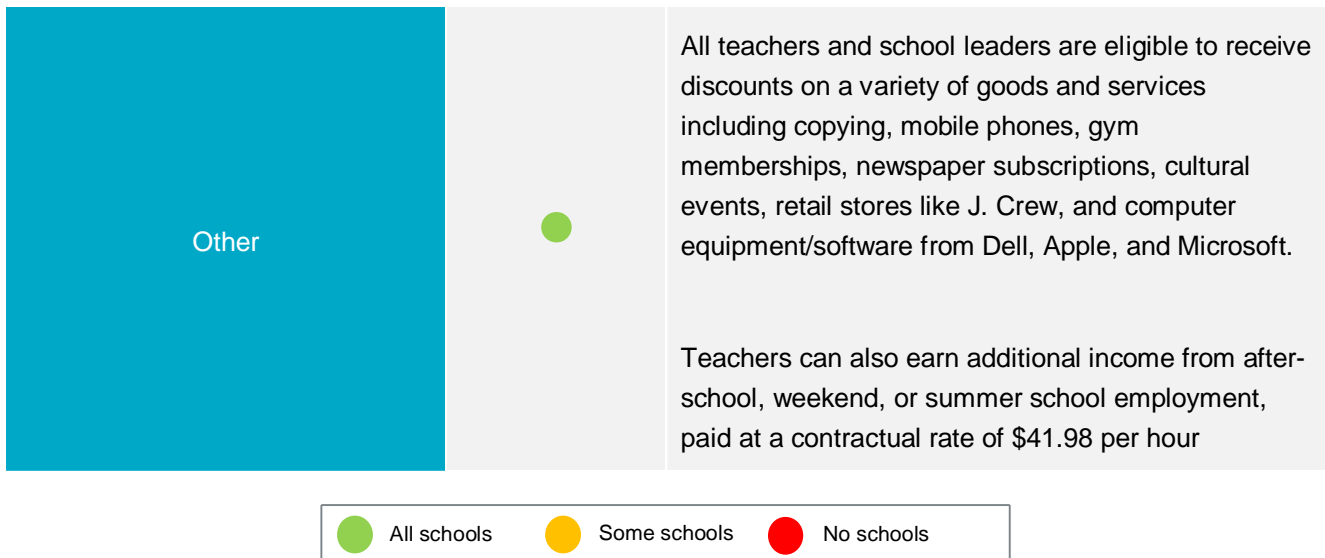 Other
All teachers and school leaders are eligible to receive
discounts on a variety of goods and services
including copying, mobile phones, gym
memberships, newspaper subscriptions, cultural
events, retail stores like J. Crew, and computer
equipment/software from Dell, Apple, and Microsoft.
Teachers can also earn additional income from after-
school, weekend, or summer school employment,
paid at a contractual rate of $41.98 per hour
All schools Some schools No schools